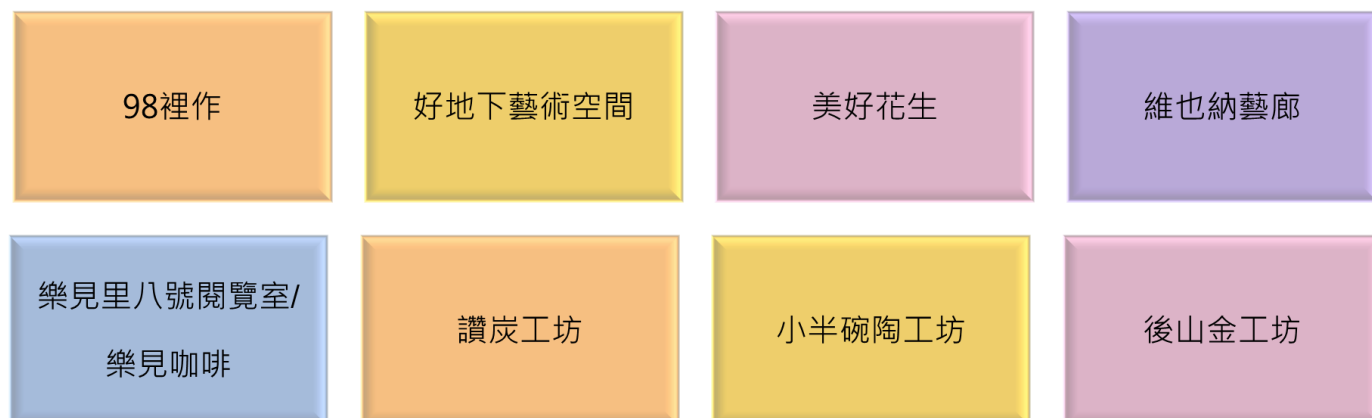 98裡作
好地下藝術空間
美好花生
維也納藝廊
樂見里八號閱覽室/
樂見咖啡
讚炭工坊
小半碗陶工坊
後山金工坊